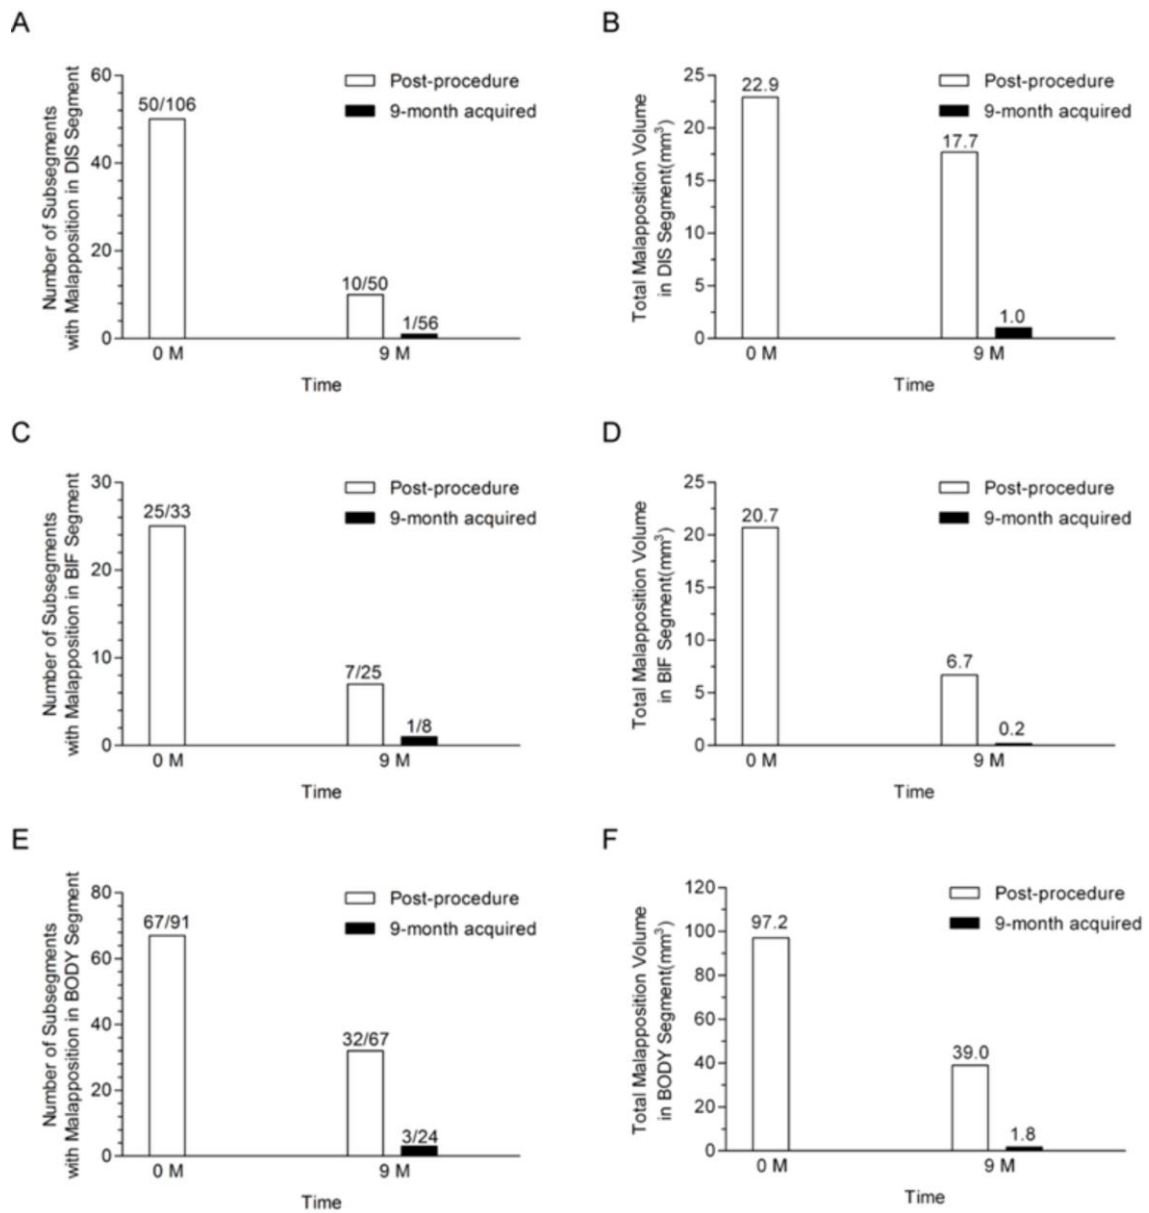 A
Number of Subsegments
with Malapposition in DIS Segment
60
40
20
0
50/106
10/50
1/56
Post-procedure
9-month acquired
0 M
9 M
Time
B
Total Malapposition Volume
in DIS Segment(mm³)
25
20
15
10
5
0
22.9
17.7
1.0
Post-procedure
9-month acquired
0 M
9 M
Time
C
Number of Subsegments
with Malapposition in BIF Segment
30
20
10
0
25/33
7/25
1/8
Post-procedure
9-month acquired
0 M
9 M
Time
D
Total Malapposition Volume
in BIF Segment(mm³)
25
20
15
10
5
0
20.7
6.7
0.2
Post-procedure
9-month acquired
0 M
9 M
Time
E
Number of Subsegments
with Malapposition in BODY Segment
80
60
40
20
0
67/91
32/67
3/24
Post-procedure
9-month acquired
0 M
9 M
Time
F
Total Malapposition Volume
in BODY Segment(mm³)
120
100
80
60
40
20
0
97.2
39.0
1.8
Post-procedure
9-month acquired
0 M
9 M
Time